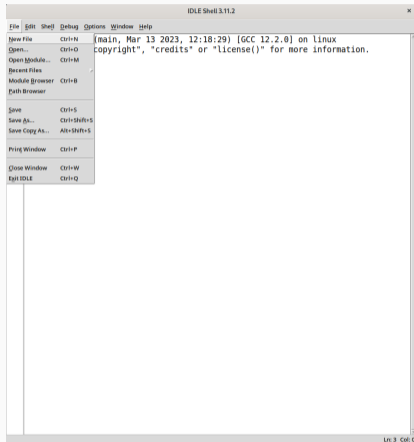 IDLE Shell 3.11.2 ×
File Edit Shell Debug Options Window Help
New File Ctrl+N
Open... Ctrl+O
Open Module... Ctrl+M
Recent Files
Module Browser Ctrl+B
Path Browser
Save Ctrl+S
Save As... Ctrl+Shift+S
Save Copy As... Alt+Shift+S
Print Window Ctrl+P
Close Window Ctrl+W
Exit IDLE Ctrl+Q
(main, Mar 13 2023, 12:18:29) [GCC 12.2.0] on linux
copyright", "credits" or "license()" for more information.
Ln: 3 Col: